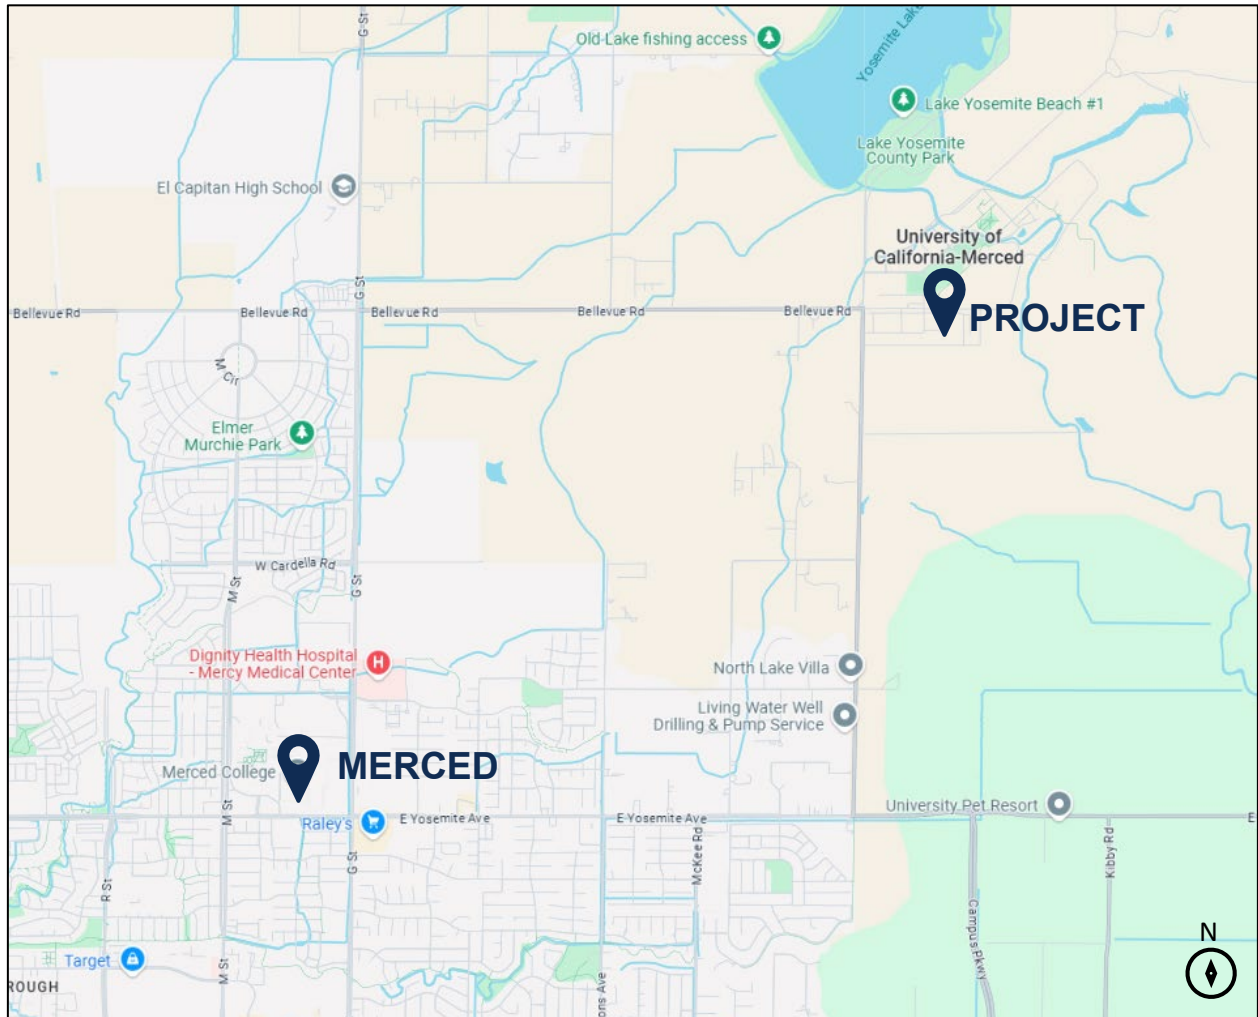 G St
Old Lake fishing access
Yosemite Lake
Lake Yosemite Beach #1
Lake Yosemite
County Park
El Capitan High School
University of
California-Merced
G St
PROJECT
Bellevue Rd
Bellevue Rd
Bellevue Rd
Bellevue Rd
Bellevue Rd
M Cir
Elmer
Murchie Park
W Cardella Rd
M St
G St
Dignity Health Hospital
- Mercy Medical Center
North Lake Villa
Living Water Well
Drilling & Pump Service
Merced College
MERCED
University Pet Resort
M St
Raley's
E Yosemite Ave
E Yosemite Ave
E
McKee Rd
Kibby Rd
G St
R St
Campus Pkwy
N
Target
M St
ROUGH
ons Ave